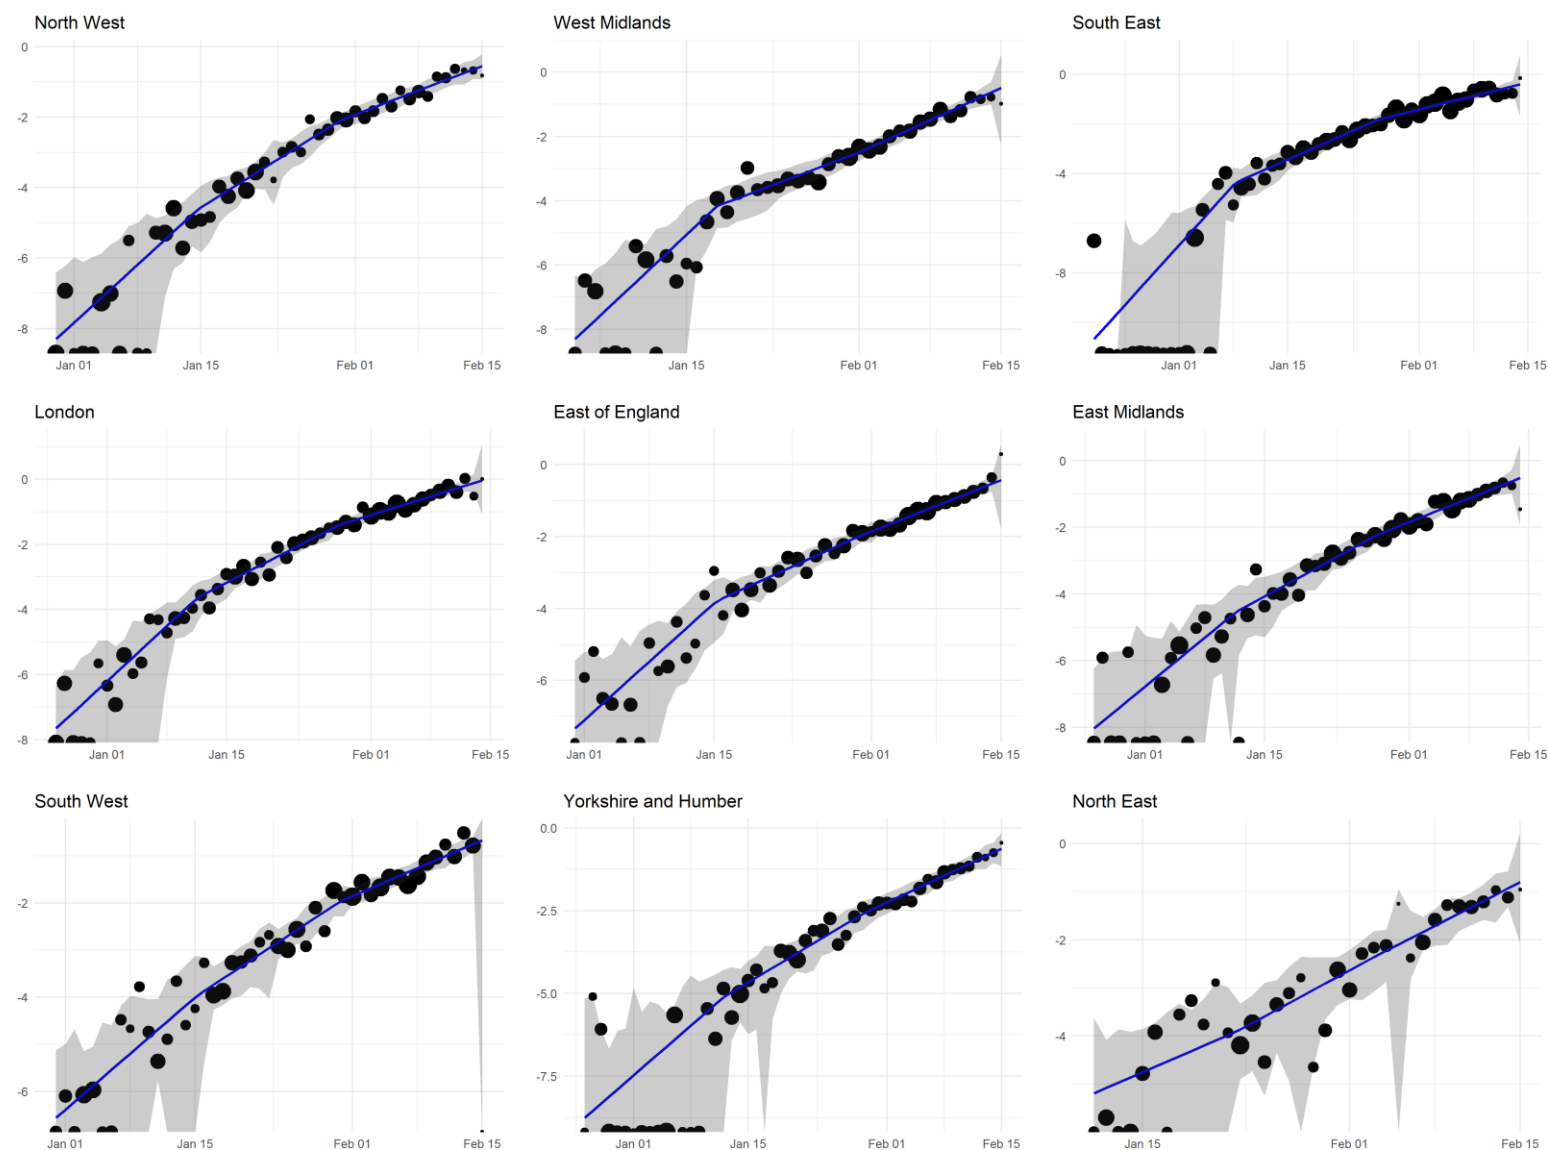 North West
0
-2
-4
-6
-8
Jan 01 Jan 15 Feb 01 Feb 15
West Midlands
0
-2
-4
-6
-8
Jan 15 Feb 01 Feb 15
South East
0
-4
-8
Jan 01 Jan 15 Feb 01 Feb 15
London
0
-2
-4
-6
-8
Jan 01 Jan 15 Feb 01 Feb 15
East of England
0
-2
-4
-6
Jan 01 Jan 15 Feb 01 Feb 15
East Midlands
0
-2
-4
-6
-8
Jan 01 Jan 15 Feb 01 Feb 15
South West
-2
-4
-6
Jan 01 Jan 15 Feb 01 Feb 15
Yorkshire and Humber
0.0
-2.5
-5.0
-7.5
Jan 01 Jan 15 Feb 01 Feb 15
North East
0
-2
-4
Jan 15 Feb 01 Feb 15